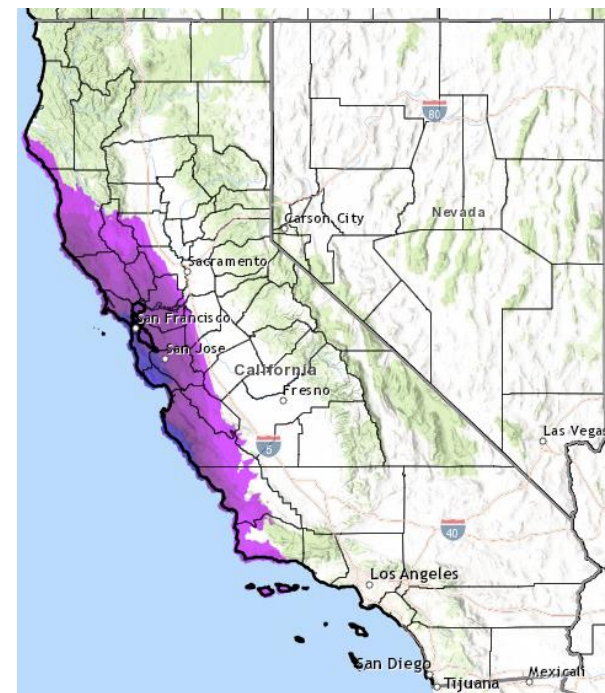 80
Carson City
Nevada
Sacramento
San Francisco
San Jose
California
Fresno
Las Vegas
5
40
Los Angeles
San Diego
Tijuana
Mexicali